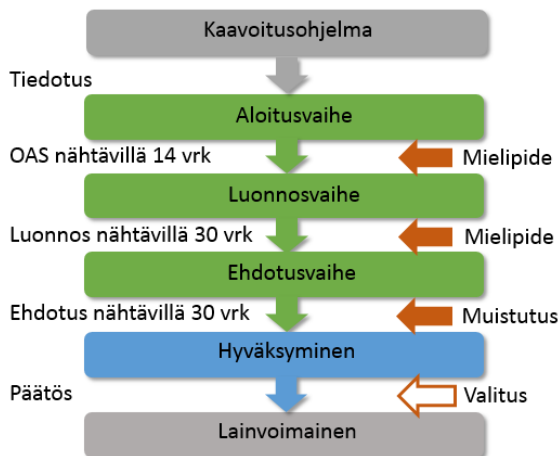 Kaavoitusohjelma
Tiedotus
Aloitusvaihe
OAS nähtävillä 14 vrk
Mielipide
Luonnosvaihe
Luonnos nähtävillä 30 vrk
Mielipide
Ehdotusvaihe
Ehdotus nähtävillä 30 vrk
Muistutus
Hyväksyminen
Päätös
Valitus
Lainvoimainen